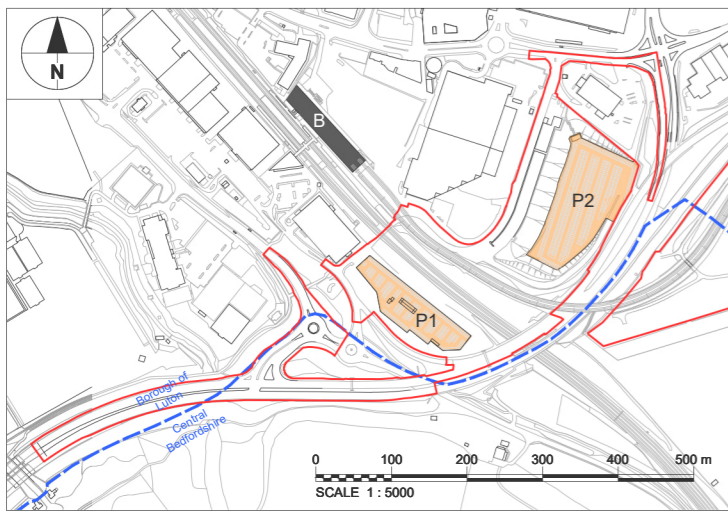 N
B
P2
P1
Borough of
Luton
Central
Bedfordshire
0 100 200 300 400 500 m
SCALE 1 : 5000